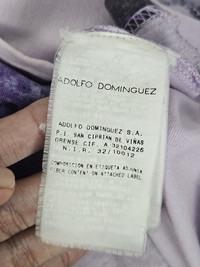 ADOLFO DOMINGUEZ
ADOLFO DOMINGUEZ S.A.
P.I. SAN CIPRIAN DE VIÑAS
ORENSE CIF. A 32104226
N.I.R. 32/10012
COMPOSICION EN ETIQUETA ADJUNTA
FIBER CONTENT ON ATTACHED LABEL